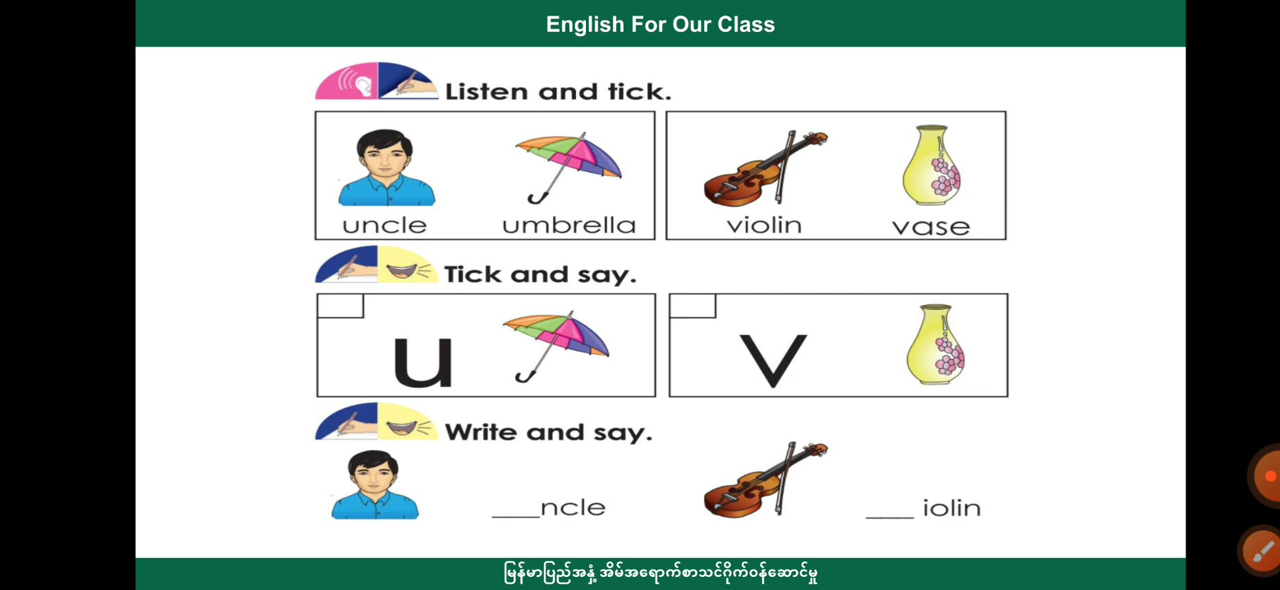 English For Our Class
Listen and tick.
uncle umbrella violin vase
Tick and say.
u v
Write and say.
___ncle ___ iolin
မြန်မာပြည်အနှံ့ အိမ်အရောက်စာသင်ဂိုက်ဝန်ဆောင်မှု